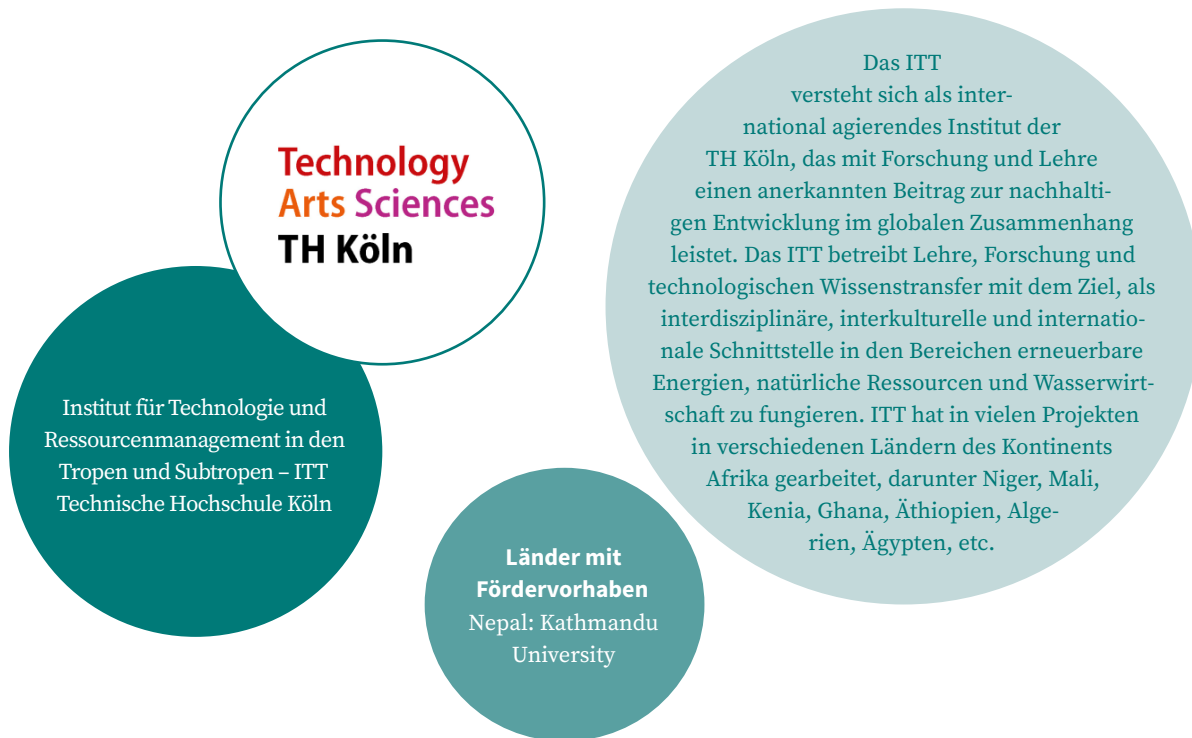 Technology
Arts Sciences
TH Köln
Institut für Technologie und
Ressourcenmanagement in den
Tropen und Subtropen – ITT
Technische Hochschule Köln
Länder mit
Fördervorhaben
Nepal: Kathmandu
University
Das ITT
versteht sich als inter-
national agierendes Institut der
TH Köln, das mit Forschung und Lehre
einen anerkannten Beitrag zur nachhalti-
gen Entwicklung im globalen Zusammenhang
leistet. Das ITT betreibt Lehre, Forschung und
technologischen Wissenstransfer mit dem Ziel, als
interdisziplinäre, interkulturelle und internatio-
nale Schnittstelle in den Bereichen erneuerbare
Energien, natürliche Ressourcen und Wasserwirt-
schaft zu fungieren. ITT hat in vielen Projekten
in verschiedenen Ländern des Kontinents
Afrika gearbeitet, darunter Niger, Mali,
Kenia, Ghana, Äthiopien, Alge-
rien, Ägypten, etc.